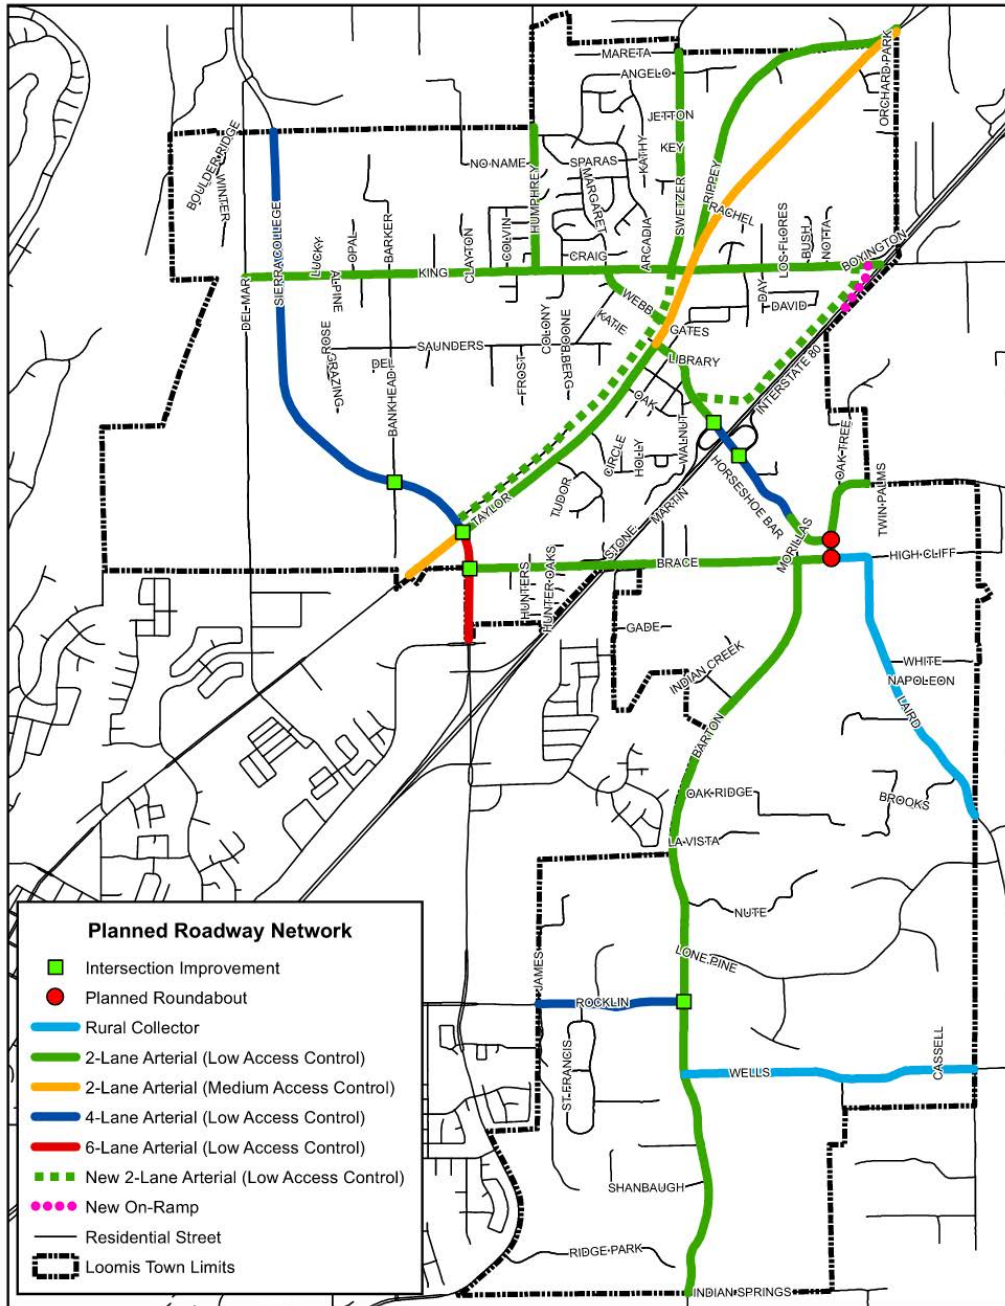 MARETA
ANGELO
ORCHARD PARK
JETTON
KEY
KATHY
BOULDER RIDGE
WINTER
NO NAME
SPARAS
MARGARET
HUMPHREY
SWETZER
RIPPEY
RACHEL
SIERRA COLLEGE
LUCKY
OPAL
BARKER
CLAYTON
COLVIN
CRAIG
ARCADIA
LOS FLORES
BUSH
NOTTA
BOYINGTON
DEL MAR
ALPINE
KING
WEBB
DAY
DAVID
KATIE
GATES
ROSE
GRAZING
SAUNDERS
COLONY
BOONE
LIBRARY
INTERSTATE 80
DEL
BANKHEAD
FROST
OAK
WALNUT
CIRCLE
HOLLY
OAK TREE
TWIN PALMS
HORSESHOE BAR
TAYLOR
TUDOR
MARTIN
STONE
MORILLAS
HIGH CLIFF
BRACE
HUNTERS
HUNTER OAKS
GADE
INDIAN CREEK
WHITE
NAPOLEON
LAIRD
BARTON
OAK RIDGE
BROOKS
LA VISTA
NUTE
LONE PINE
JAMES
ROCKLIN
ST FRANCIS
WELLS
CASSELL
SHANBAUGH
RIDGE PARK
INDIAN SPRINGS
Planned Roadway Network
Intersection Improvement
Planned Roundabout
Rural Collector
2-Lane Arterial (Low Access Control)
2-Lane Arterial (Medium Access Control)
4-Lane Arterial (Low Access Control)
6-Lane Arterial (Low Access Control)
New 2-Lane Arterial (Low Access Control)
New On-Ramp
Residential Street
Loomis Town Limits